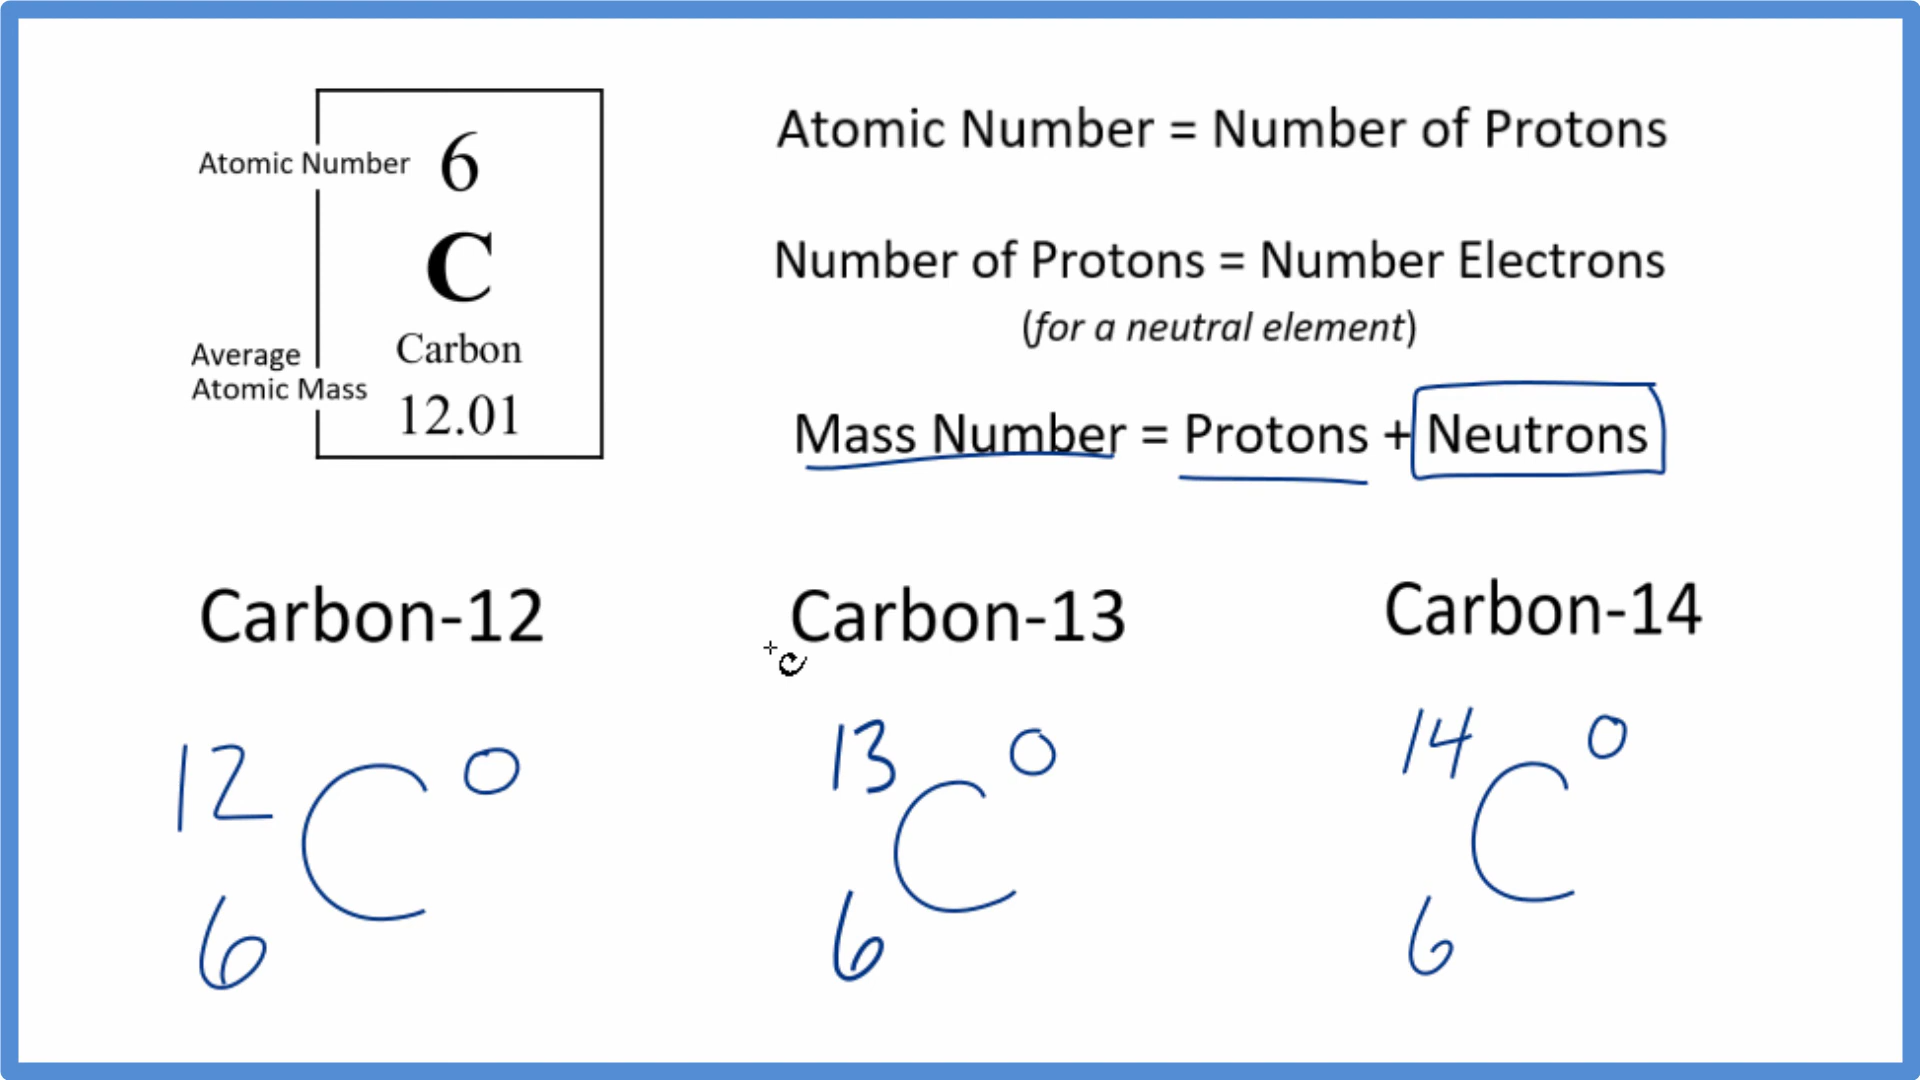 6
Atomic Number
C
Carbon
Average
Atomic Mass
12.01
Atomic Number = Number of Protons
Number of Protons = Number Electrons
(for a neutral element)
Mass Number = Protons + Neutrons
Carbon-12
Carbon-13
Carbon-14
12 C 0
6
13 C 0
6
14 C 0
6